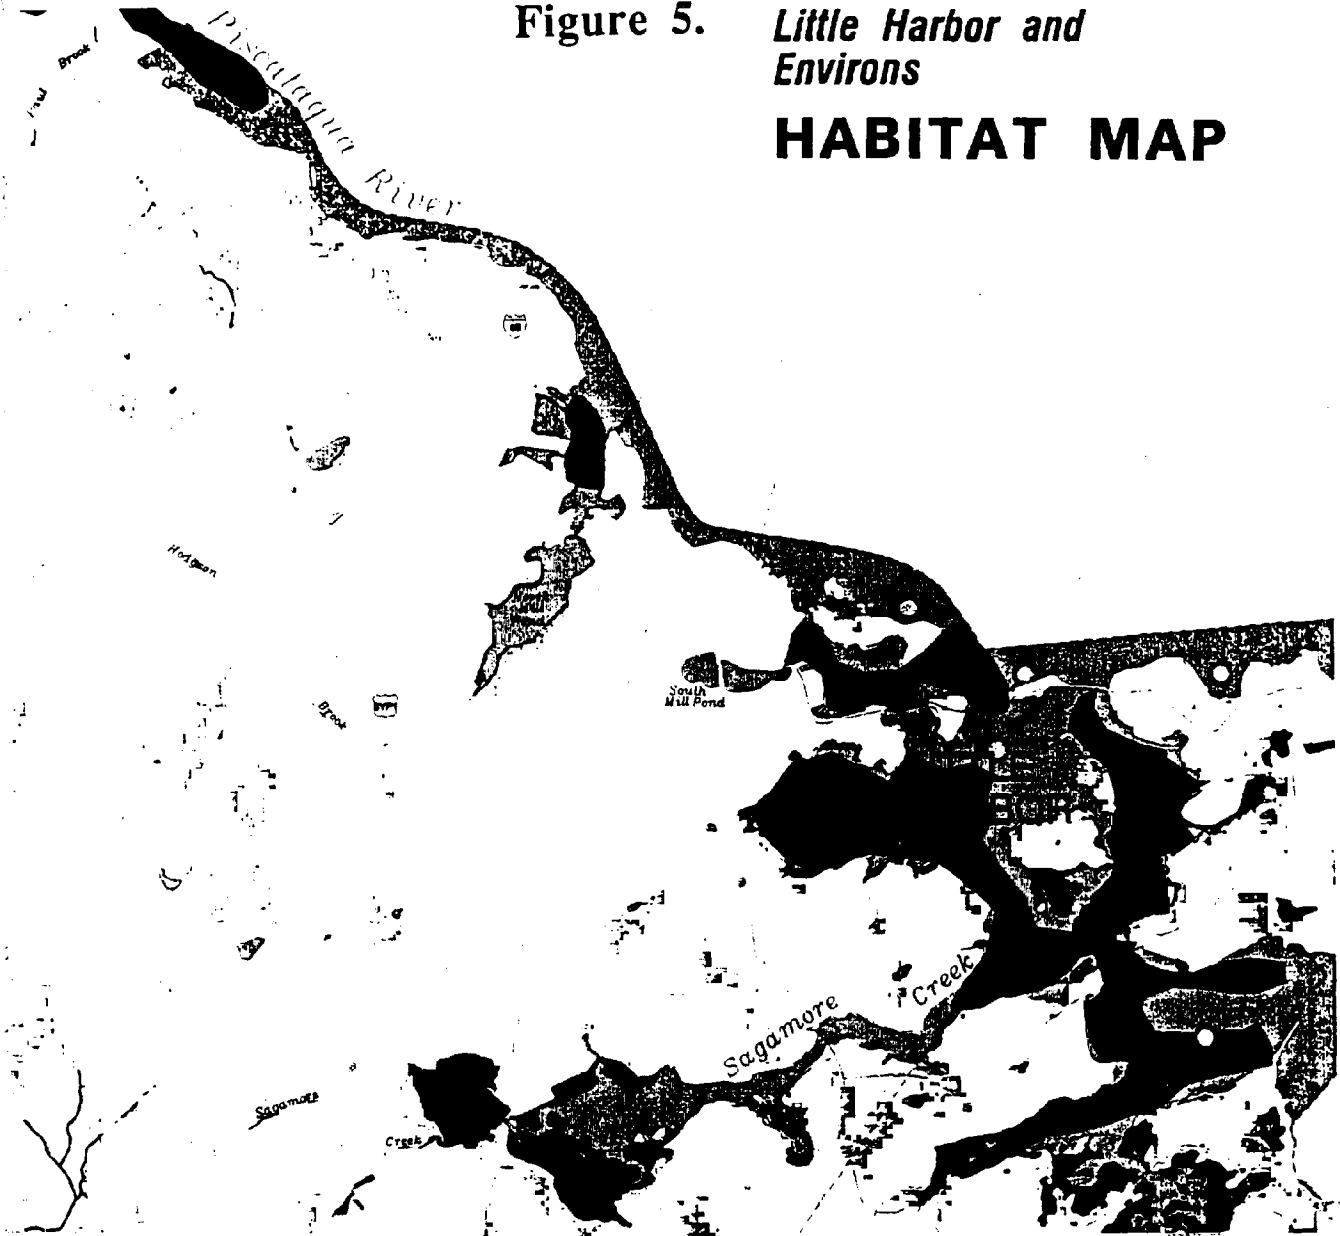 Figure 5.
Little Harbor and
Environs
HABITAT MAP
Piscataqua
River
Brook
Hodgson
Brook
BYP
South
Mill Pond
Sagamore
Creek
Sagamore
Creek